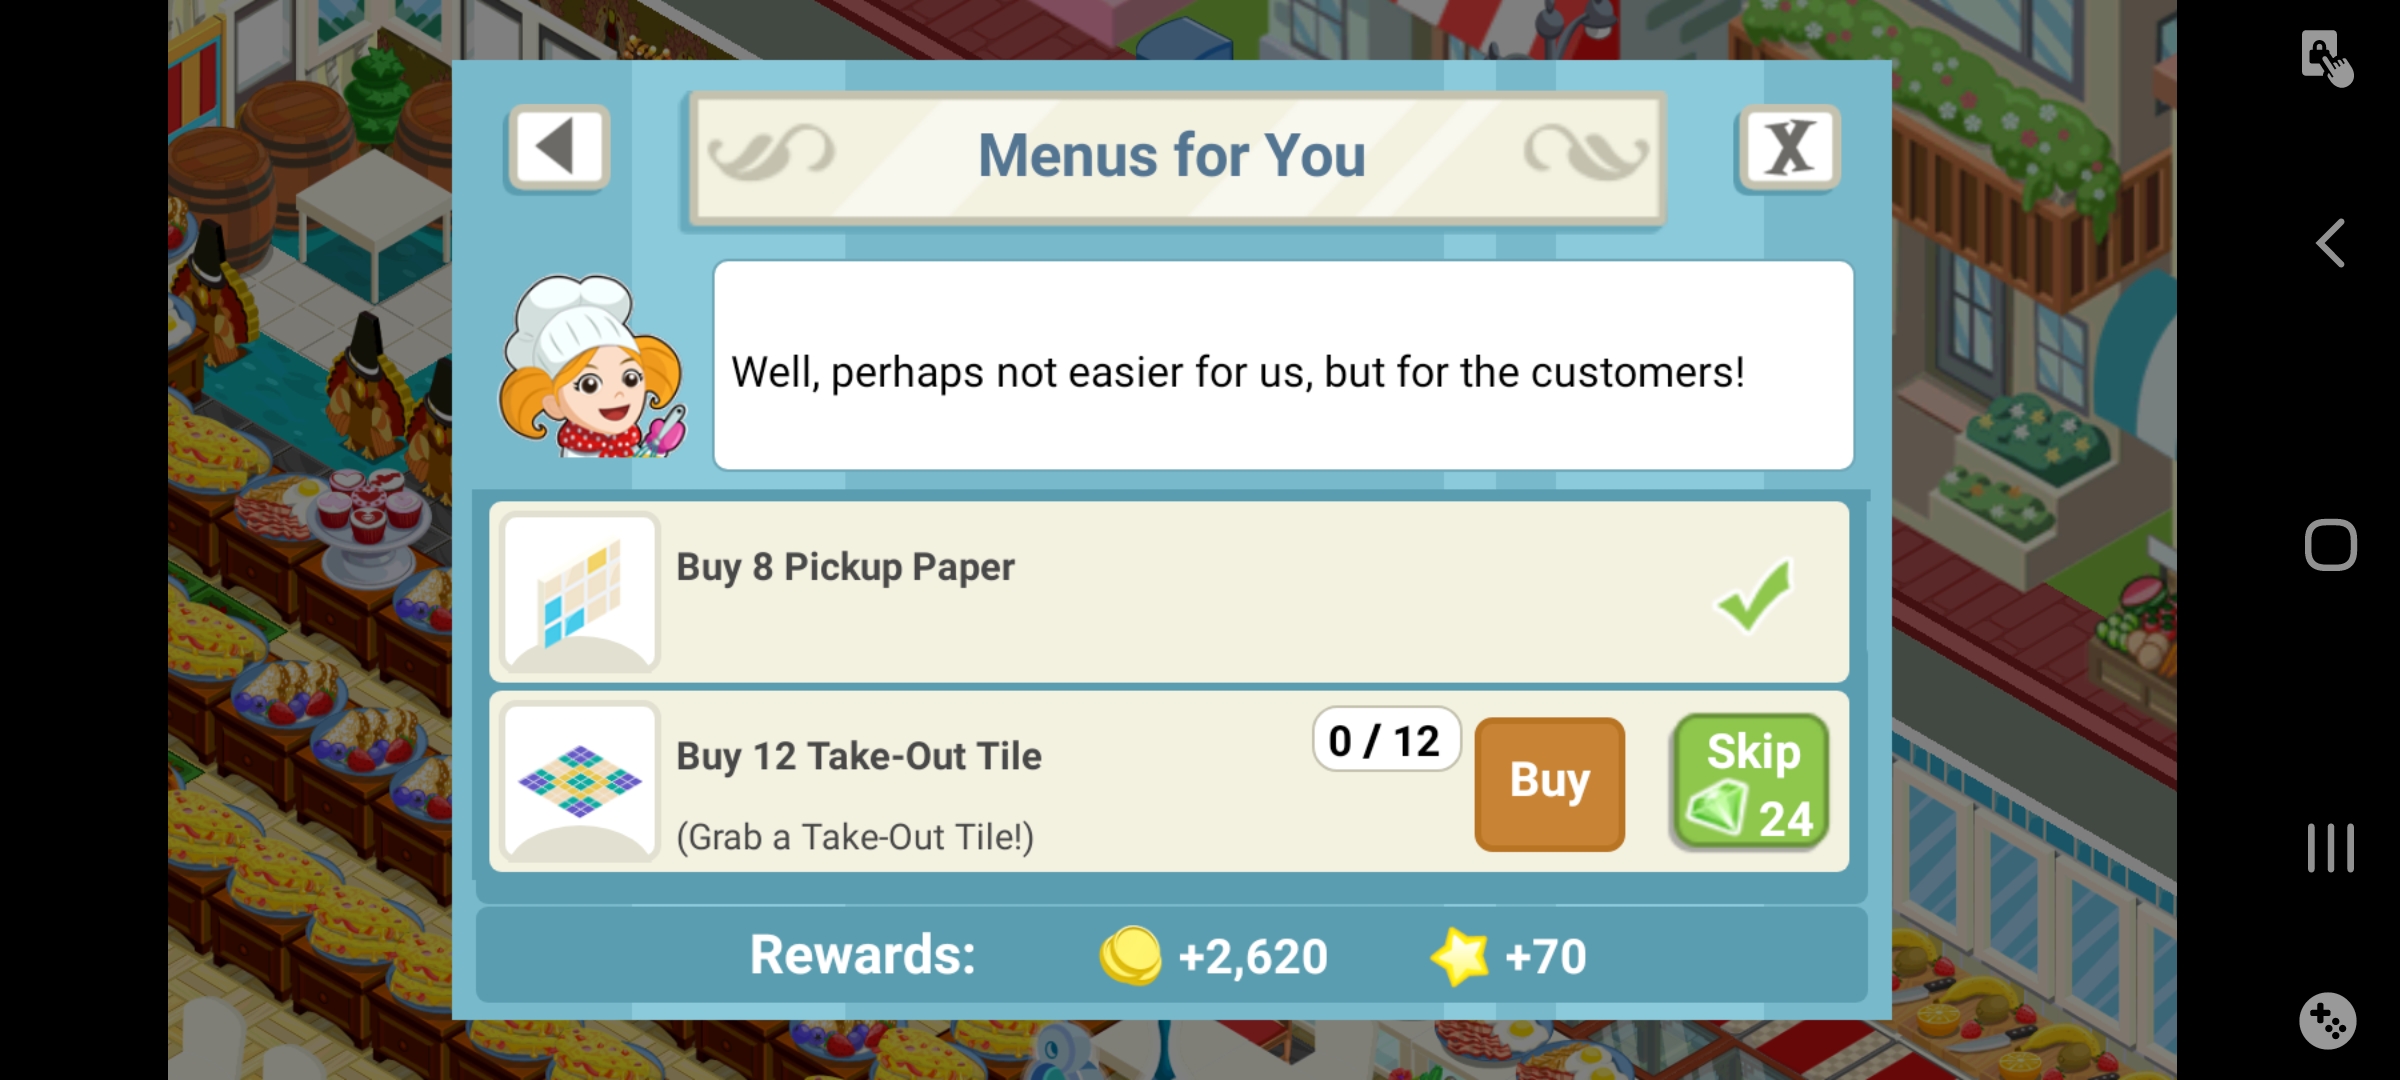 Menus for You
X
Well, perhaps not easier for us, but for the customers!
Buy 8 Pickup Paper
Buy 12 Take-Out Tile
(Grab a Take-Out Tile!)
0 / 12
Buy
Skip
24
Rewards: +2,620 +70